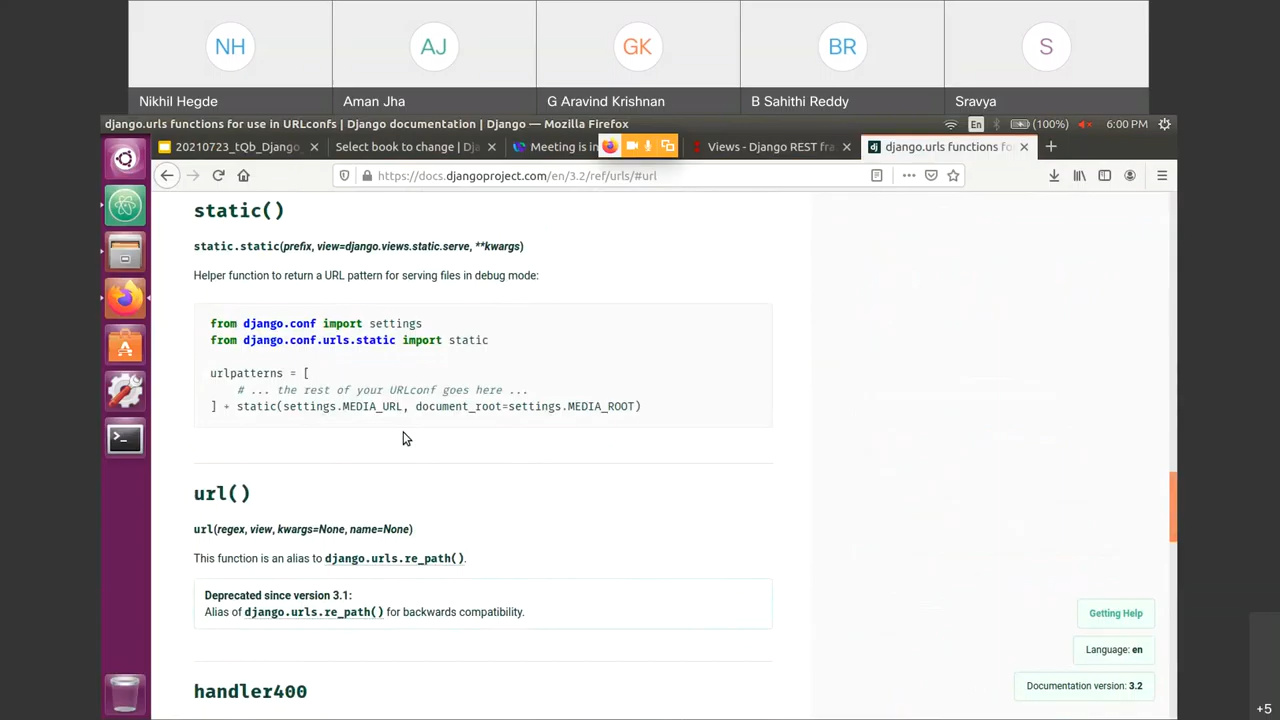 NH
AJ
GK
BR
S
Nikhil Hegde
Aman Jha
G Aravind Krishnan
B Sahithi Reddy
Sravya
django.urls functions for use in URLconfs | Django documentation | Django — Mozilla Firefox
En
(100%)
6:00 PM
20210723_tQb_Django_
Select book to change | Dja
Meeting is in
Views - Django REST fra
dj
django.urls functions fo
https://docs.djangoproject.com/en/3.2/ref/urls/#url
static()
static.static(prefix, view=django.views.static.serve, **kwargs)
Helper function to return a URL pattern for serving files in debug mode:
from django.conf import settings
from django.conf.urls.static import static
urlpatterns = [
# ... the rest of your URLconf goes here ...
] + static(settings.MEDIA_URL, document_root=settings.MEDIA_ROOT)
url()
url(regex, view, kwargs=None, name=None)
This function is an alias to django.urls.re_path().
Deprecated since version 3.1:
Alias of django.urls.re_path() for backwards compatibility.
handler400
Getting Help
Language: en
Documentation version: 3.2
+5